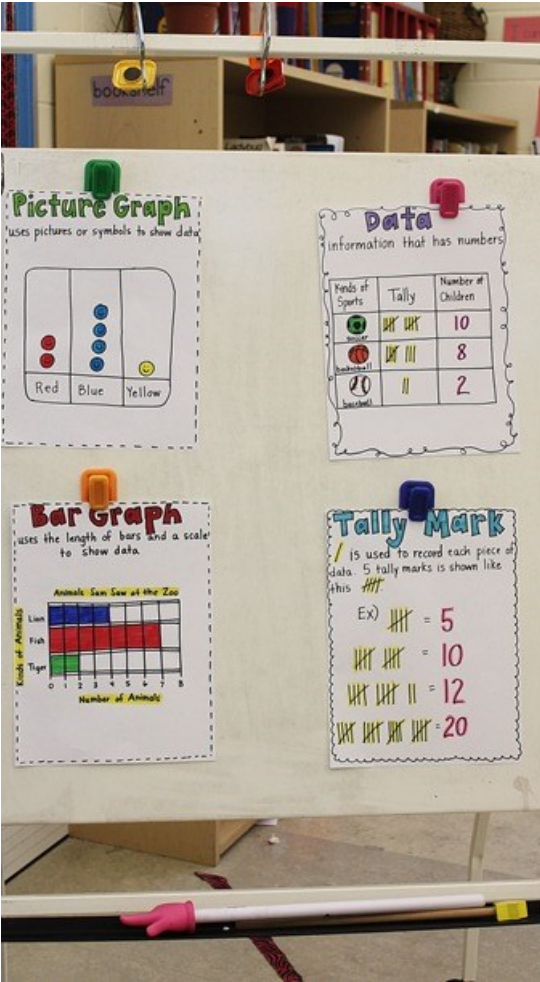 bookshelf
Ladybug
Picture Graph
uses pictures or symbols to show data
Red Blue Yellow
Data
information that has numbers
Kinds of Sports Tally Number of Children
soccer 10
basketball 8
baseball 2
Bar Graph
uses the length of bars and a scale
to show data
Animals Sam Saw at the Zoo
Kinds of Animals
Lion
Fish
Tiger
0 1 2 3 4 5 6 7 8
Number of Animals
Tally Mark
/ is used to record each piece of
data. 5 tally marks is shown like
this
Ex) = 5
= 10
= 12
= 20